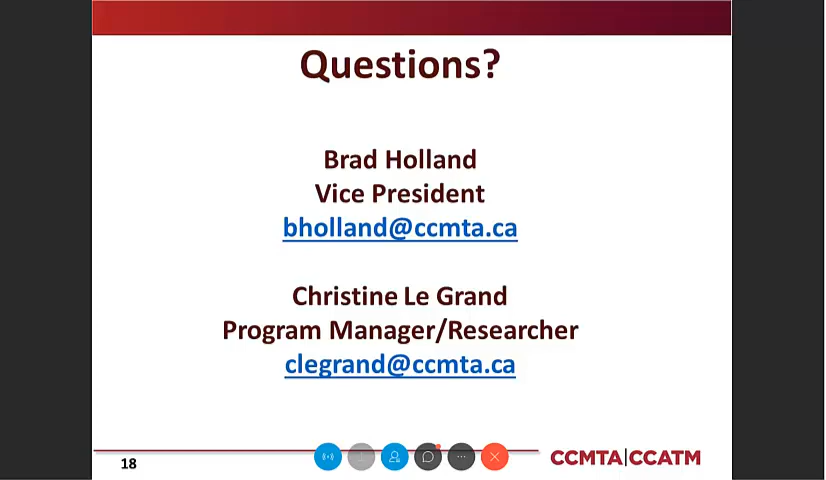 Questions?
Brad Holland
Vice President
bholland@ccmta.ca
Christine Le Grand
Program Manager/Researcher
clegrand@ccmta.ca
18
CCMTA|CCATM